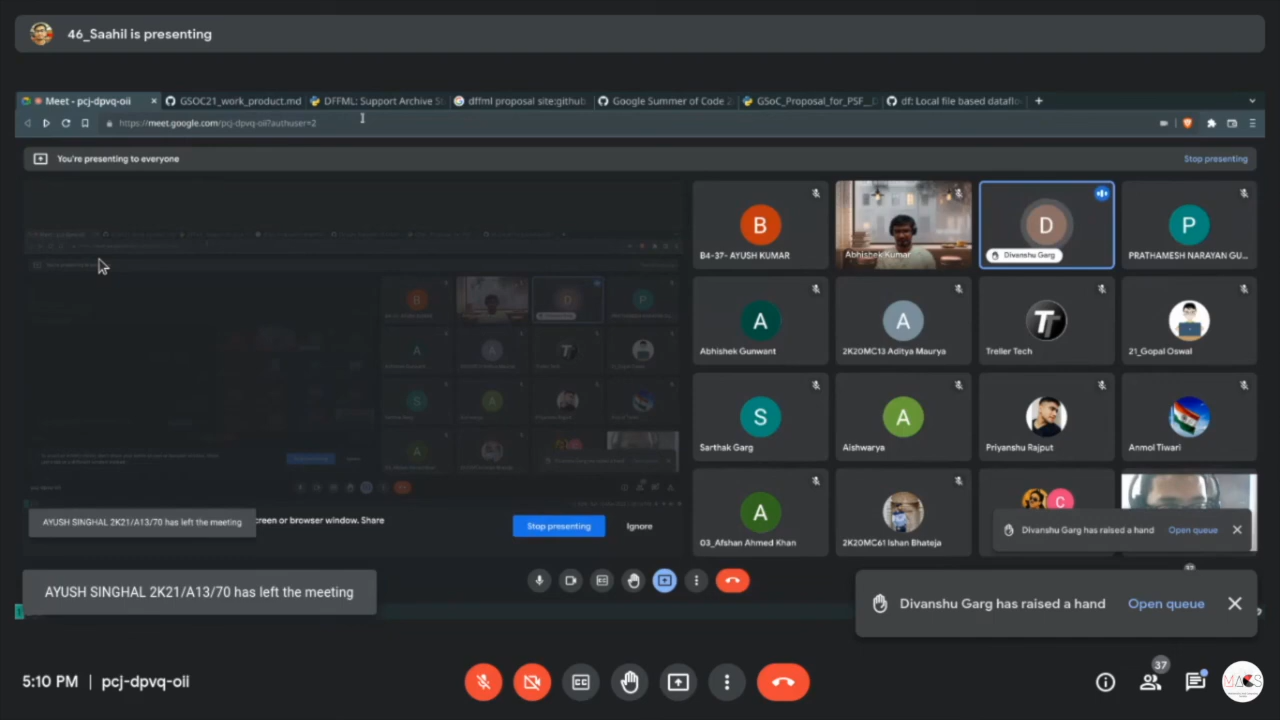 46_Saahil is presenting
Meet - pcj-dpvq-oii
GSOC21_work_product.md
DFFML: Support Archive S
dffml proposal site:github
Google Summer of Code 2
GSoC_Proposal_for_PSF_
df: Local file based dataflo
https://meet.google.com/pcj-dpvq-oii?authuser=2
You're presenting to everyone
Stop presenting
B
B4-37- AYUSH KUMAR
Abhishek Kumar
D
Divanshu Garg
P
PRATHAMESH NARAYAN GU...
A
Abhishek Gunwant
A
2K20MC13 Aditya Maurya
TT
Treller Tech
21_Gopal Oswal
S
Sarthak Garg
A
Aishwarya
Priyanshu Rajput
Anmol Tiwari
A
03_Afshan Ahmed Khan
2K20MC61 Ishan Bhateja
C
Divanshu Garg has raised a hand
Open queue
AYUSH SINGHAL 2K21/A13/70 has left the meeting
creen or browser window. Share
Stop presenting
Ignore
AYUSH SINGHAL 2K21/A13/70 has left the meeting
Divanshu Garg has raised a hand
Open queue
5:10 PM | pcj-dpvq-oii
37
MACS